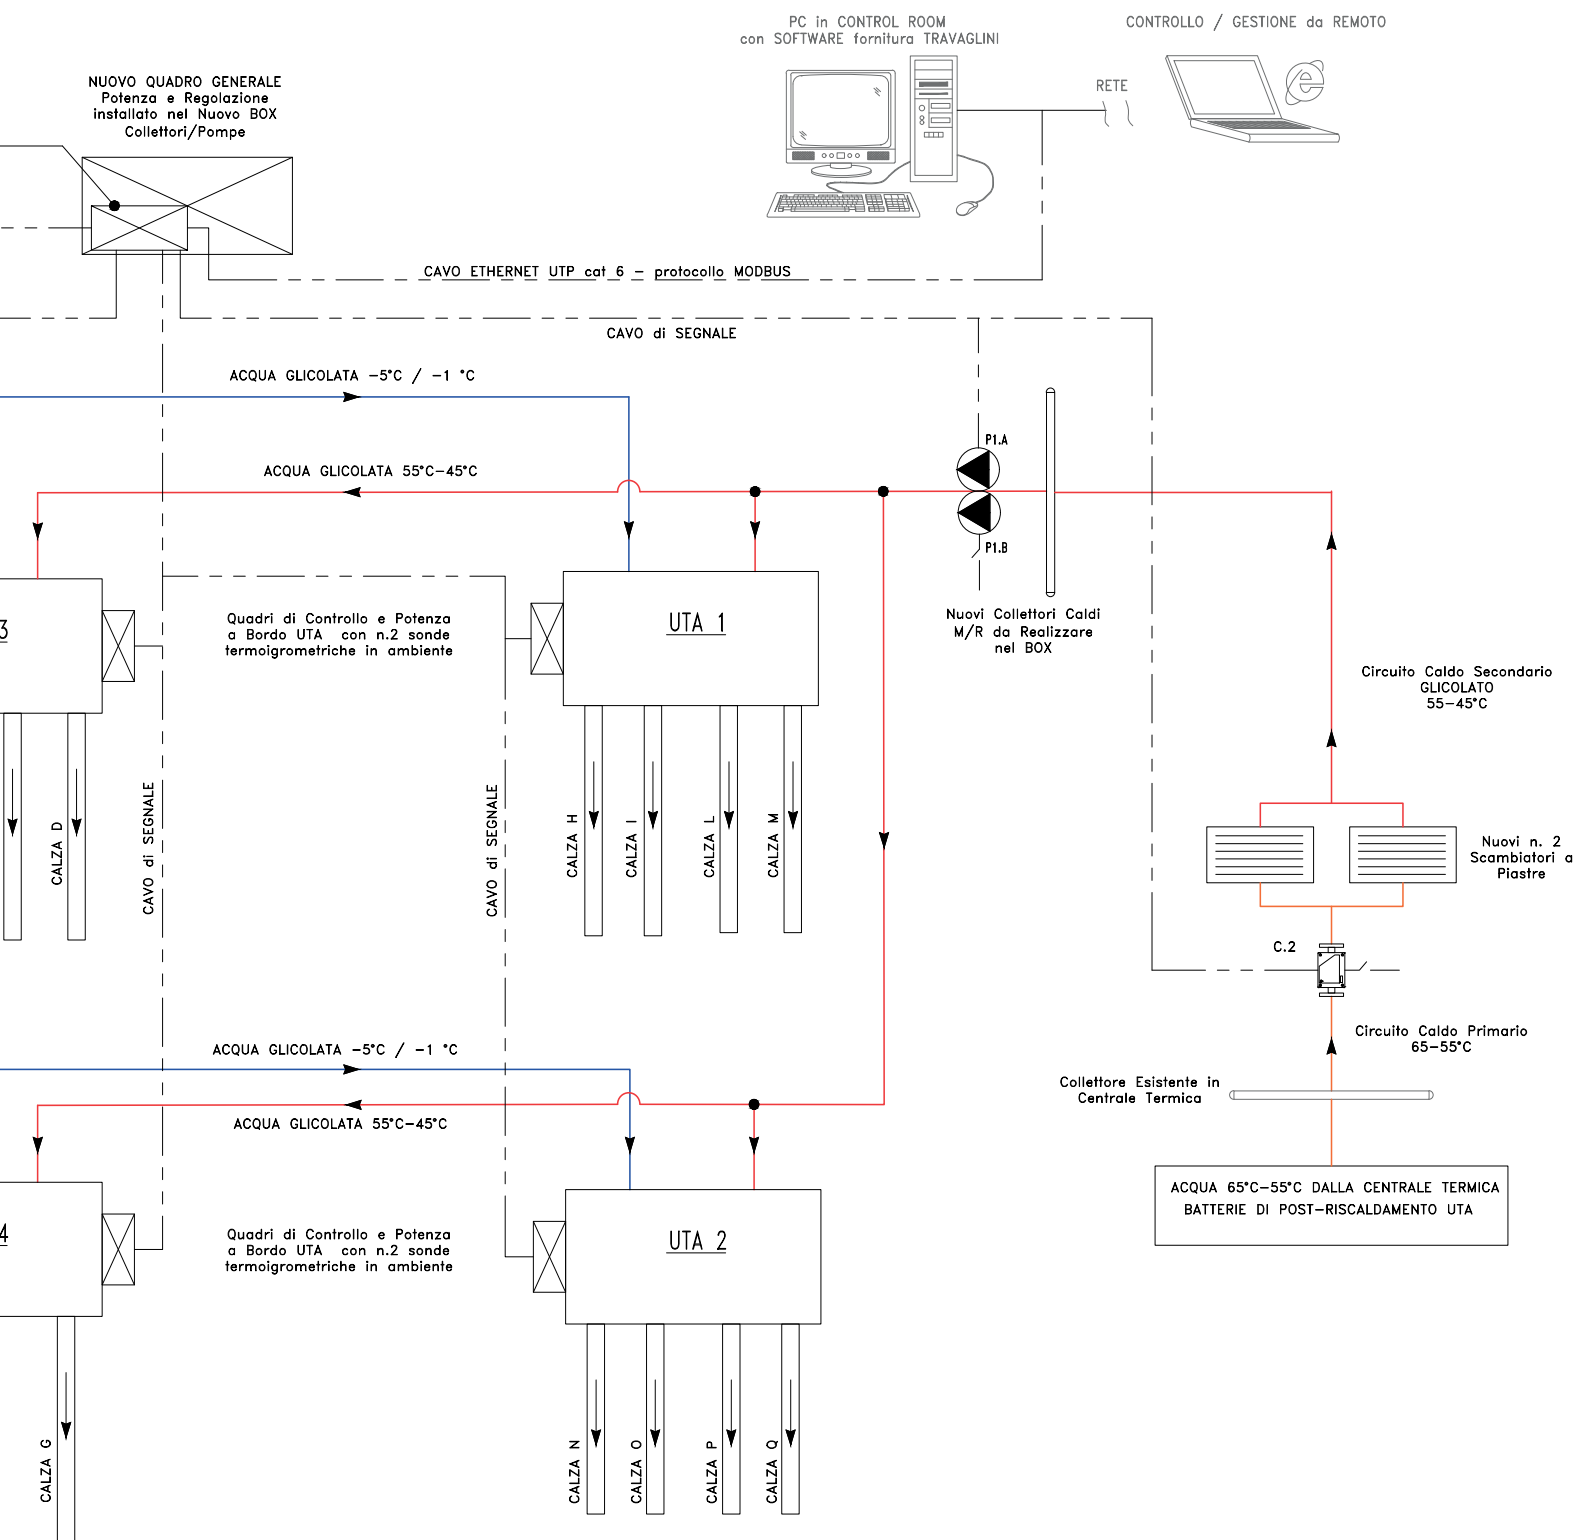 PC in CONTROL ROOM
con SOFTWARE fornitura TRAVAGLINI
CONTROLLO / GESTIONE da REMOTO
RETE
NUOVO QUADRO GENERALE
Potenza e Regolazione
installato nel Nuovo BOX
Collettori/Pompe
CAVO ETHERNET UTP cat 6 - protocollo MODBUS
CAVO di SEGNALE
ACQUA GLICOLATA -5°C / -1 °C
ACQUA GLICOLATA 55°C-45°C
P1.A
P1.B
Nuovi Collettori Caldi
M/R da Realizzare
nel BOX
3
Quadri di Controllo e Potenza
a Bordo UTA con n.2 sonde
termoigrometriche in ambiente
UTA 1
Circuito Caldo Secondario
GLICOLATO
55-45°C
CALZA D
CAVO di SEGNALE
CAVO di SEGNALE
CALZA H
CALZA I
CALZA L
CALZA M
Nuovi n. 2
Scambiatori a
Piastre
C.2
Circuito Caldo Primario
65-55°C
Collettore Esistente in
Centrale Termica
ACQUA 65°C-55°C DALLA CENTRALE TERMICA
BATTERIE DI POST-RISCALDAMENTO UTA
ACQUA GLICOLATA -5°C / -1 °C
ACQUA GLICOLATA 55°C-45°C
4
Quadri di Controllo e Potenza
a Bordo UTA con n.2 sonde
termoigrometriche in ambiente
UTA 2
CALZA G
CALZA N
CALZA O
CALZA P
CALZA Q